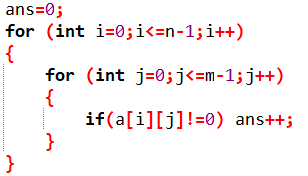 ans=0;
for (int i=0;i<=n-1;i++)
{
    for (int j=0;j<=m-1;j++)
    {
        if(a[i][j]!=0) ans++;
    }
}